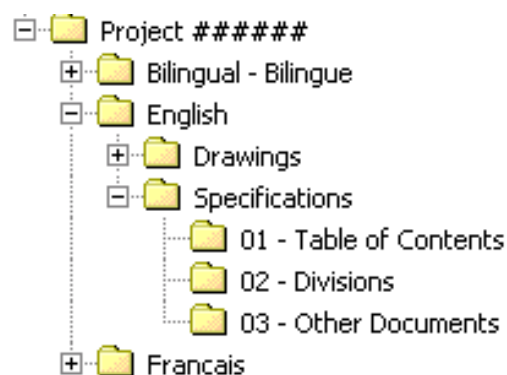 Project ######
Bilingual - Bilingue
English
Drawings
Specifications
01 - Table of Contents
02 - Divisions
03 - Other Documents
Francais